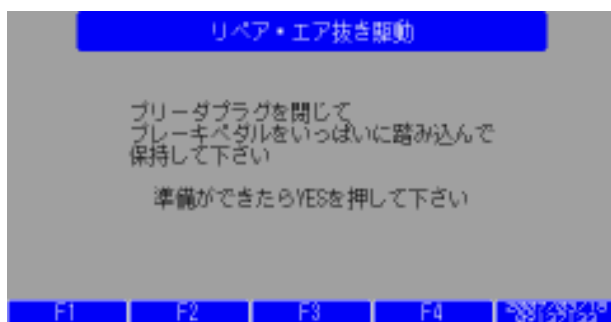 リペア・エア抜き駆動
ブリーダプラグを閉じて
ブレーキペダルをいっぱいに踏み込んで
保持して下さい
準備ができたらYESを押して下さい
F1 F2 F3 F4